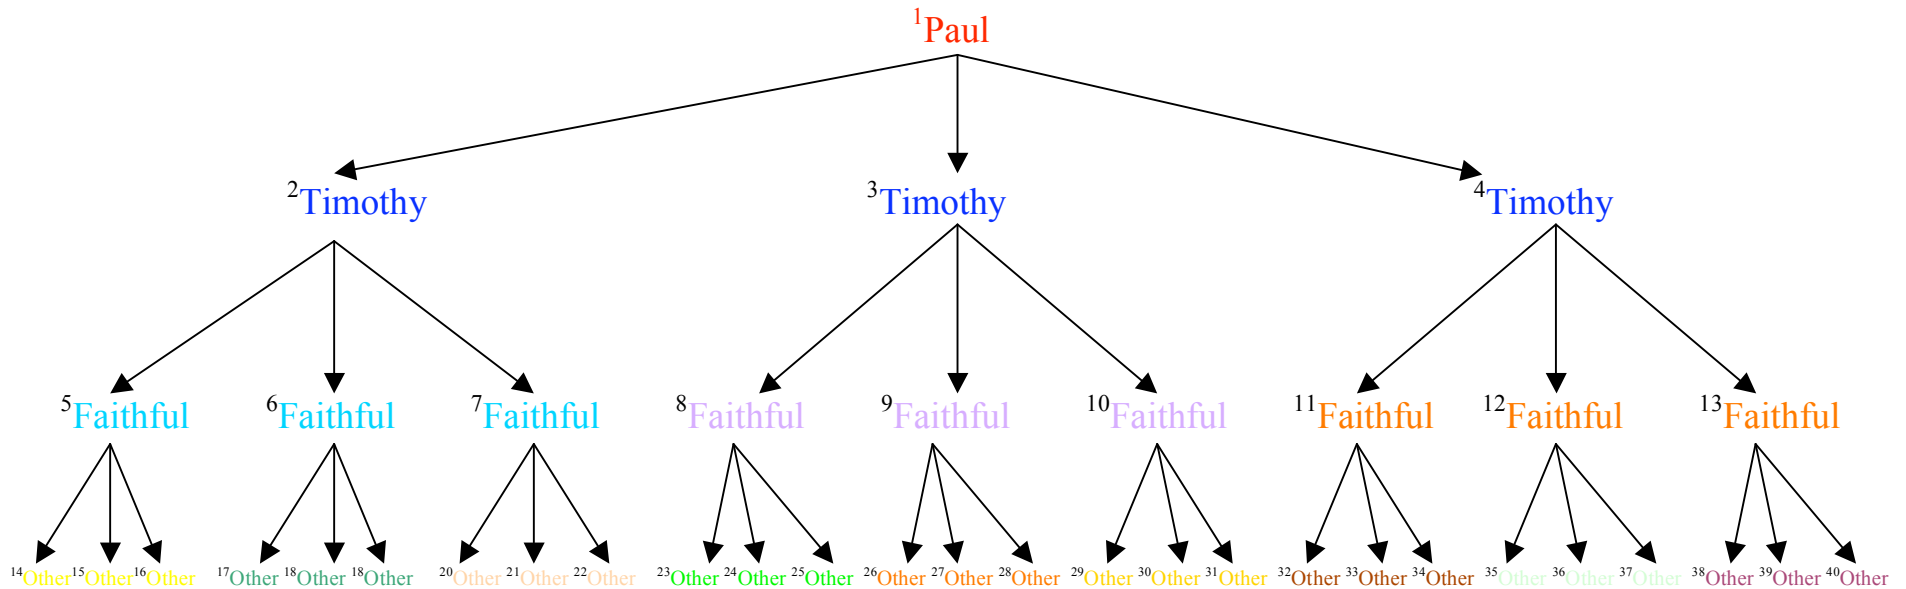 1Paul
2Timothy 3Timothy 4Timothy
5Faithful 6Faithful 7Faithful 8Faithful 9Faithful 10Faithful 11Faithful 12Faithful 13Faithful
14Other 15Other 16Other 17Other 18Other 18Other 20Other 21Other 22Other 23Other 24Other 25Other 26Other 27Other 28Other 29Other 30Other 31Other 32Other 33Other 34Other 35Other 36Other 37Other 38Other 39Other 40Other